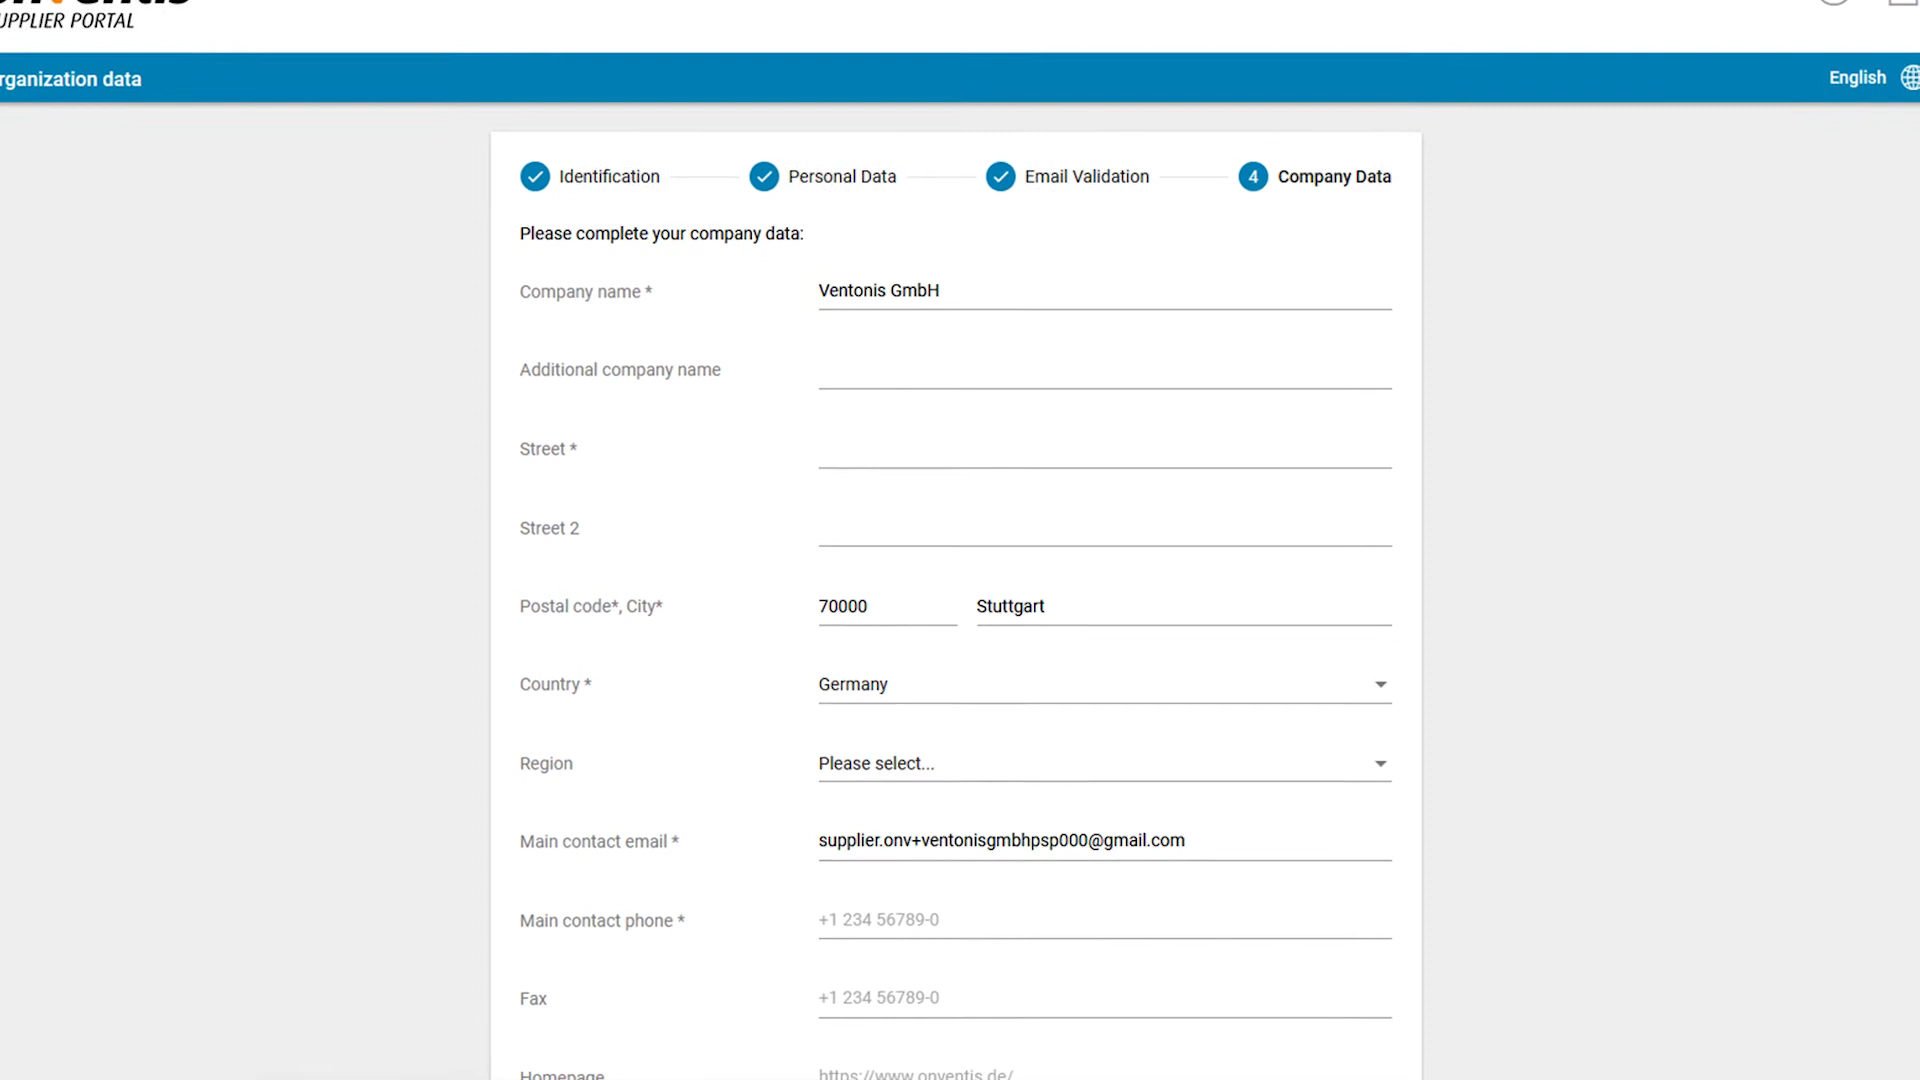 SUPPLIER PORTAL
rganization data
English
Identification
Personal Data
Email Validation
4 Company Data
Please complete your company data:
Company name * Ventonis GmbH
Additional company name
Street *
Street 2
Postal code*, City* 70000 Stuttgart
Country * Germany
Region Please select...
Main contact email * supplier.onv+ventonisgmbhpsp000@gmail.com
Main contact phone * +1 234 56789-0
Fax +1 234 56789-0
Homepage https://www.onventis.de/